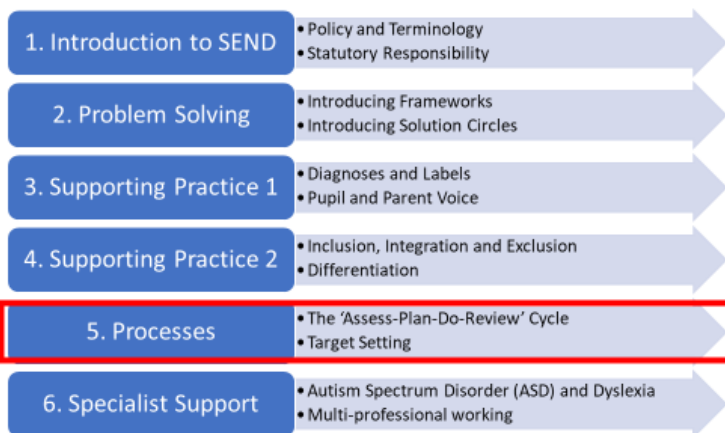 1. Introduction to SEND
• Policy and Terminology
• Statutory Responsibility
2. Problem Solving
• Introducing Frameworks
• Introducing Solution Circles
3. Supporting Practice 1
• Diagnoses and Labels
• Pupil and Parent Voice
4. Supporting Practice 2
• Inclusion, Integration and Exclusion
• Differentiation
5. Processes
• The ‘Assess-Plan-Do-Review’ Cycle
• Target Setting
6. Specialist Support
• Autism Spectrum Disorder (ASD) and Dyslexia
• Multi-professional working